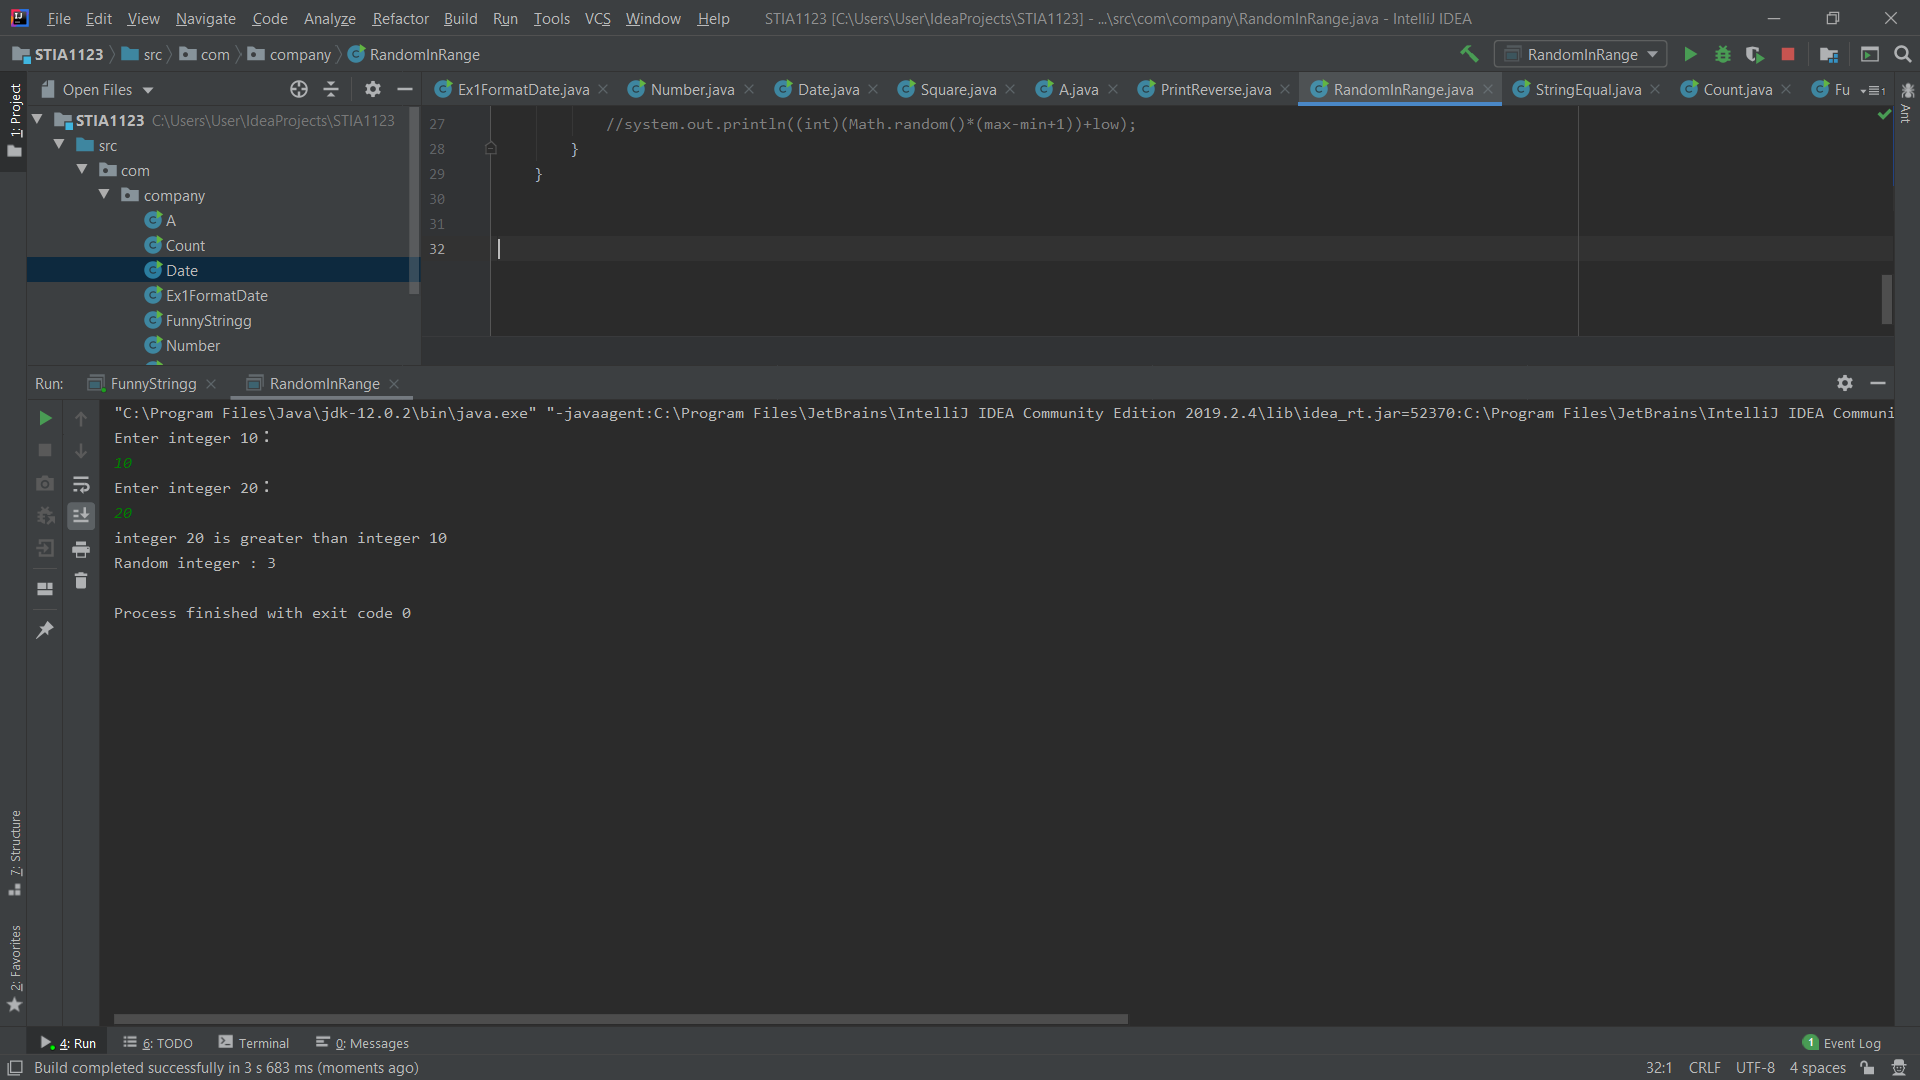 File Edit View Navigate Code Analyze Refactor Build Run Tools VCS Window Help STIA1123 [C:\Users\User\IdeaProjects\STIA1123] - ...\src\com\company\RandomInRange.java - IntelliJ IDEA
STIA1123 src com company RandomInRange RandomInRange
1: Project
Open Files
Ex1FormatDate.java Number.java Date.java Square.java A.java PrintReverse.java RandomInRange.java StringEqual.java Count.java Fu 1
Ant
STIA1123 C:\Users\User\IdeaProjects\STIA1123
src
com
company
A
Count
Date
Ex1FormatDate
FunnyStringg
Number
27 //system.out.println((int)(Math.random()*(max-min+1))+low);
28 }
29 }
30
31
32
Run: FunnyStringg RandomInRange
"C:\Program Files\Java\jdk-12.0.2\bin\java.exe" "-javaagent:C:\Program Files\JetBrains\IntelliJ IDEA Community Edition 2019.2.4\lib\idea_rt.jar=52370:C:\Program Files\JetBrains\IntelliJ IDEA Communi
Enter integer 10：
10
Enter integer 20：
20
integer 20 is greater than integer 10
Random integer : 3
Process finished with exit code 0
7: Structure
2: Favorites
4: Run 6: TODO Terminal 0: Messages 1 Event Log
Build completed successfully in 3 s 683 ms (moments ago) 32:1 CRLF UTF-8 4 spaces